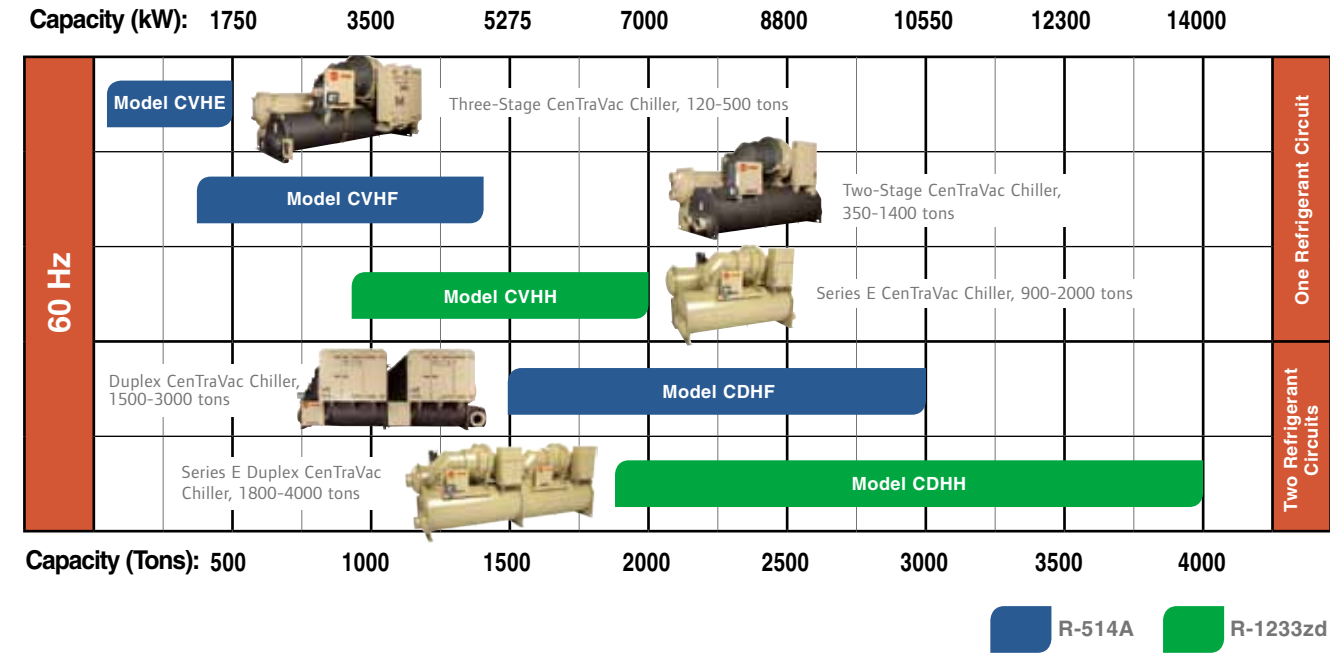 Capacity (kW): 1750 3500 5275 7000 8800 10550 12300 14000
60 Hz
Model CVHE
Three-Stage CenTraVac Chiller, 120-500 tons
Model CVHF
Two-Stage CenTraVac Chiller,
350-1400 tons
Model CVHH
Series E CenTraVac Chiller, 900-2000 tons
One Refrigerant Circuit
Duplex CenTraVac Chiller,
1500-3000 tons
Model CDHF
Series E Duplex CenTraVac
Chiller, 1800-4000 tons
Model CDHH
Two Refrigerant
Circuits
Capacity (Tons): 500 1000 1500 2000 2500 3000 3500 4000
R-514A
R-1233zd